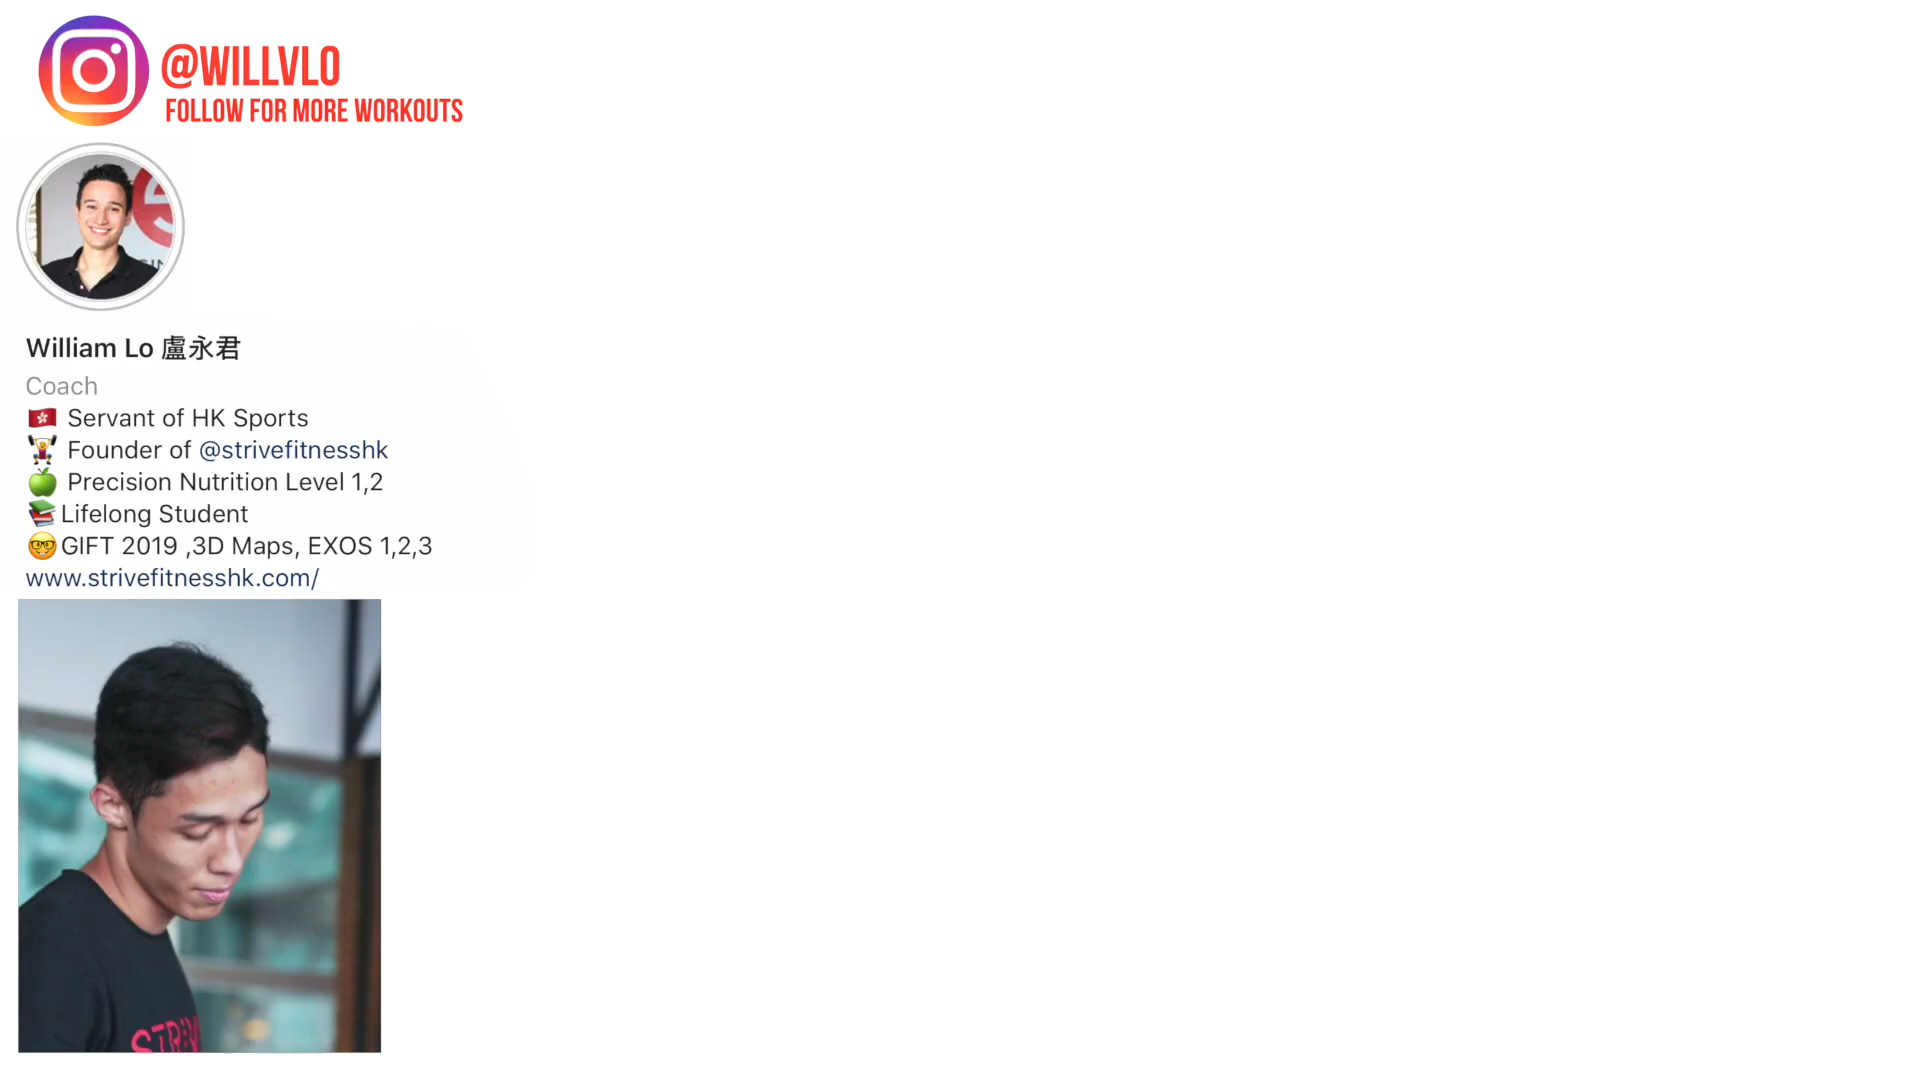 @WILLVLO
FOLLOW FOR MORE WORKOUTS
William Lo 盧永君
Coach
Servant of HK Sports
Founder of @strivefitnesshk
Precision Nutrition Level 1,2
Lifelong Student
GIFT 2019 ,3D Maps, EXOS 1,2,3
www.strivefitnesshk.com/